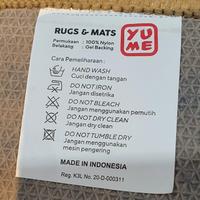 RUGS & MATS
YU
ME
Permukaan : 100% Nylon
Belakang : Gel Backing
Cara Pemeliharaan :
HAND WASH
Cuci dengan tangan
DO NOT IRON
Jangan disetrika
DO NOT BLEACH
Jangan menggunakan pemutih
DO NOT DRY CLEAN
Jangan dry clean
DO NOT TUMBLE DRY
Jangan menggunakan
mesin pengering
MADE IN INDONESIA
Reg. K3L No. 20-D-000311